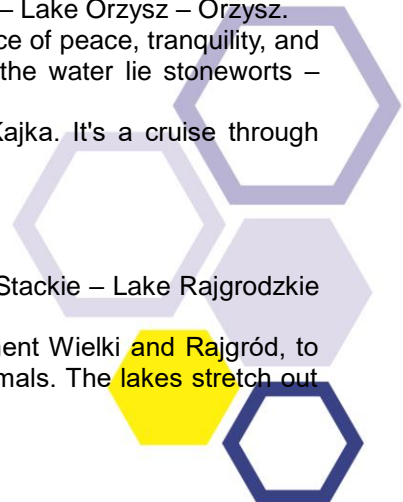 – Lake Orzysz – Orzysz.
ce of peace, tranquility, and
the water lie stoneworts –
Kajka. It's a cruise through
Stackie – Lake Rajgrodzkie
nent Wielki and Rajgród, to
mals. The lakes stretch out